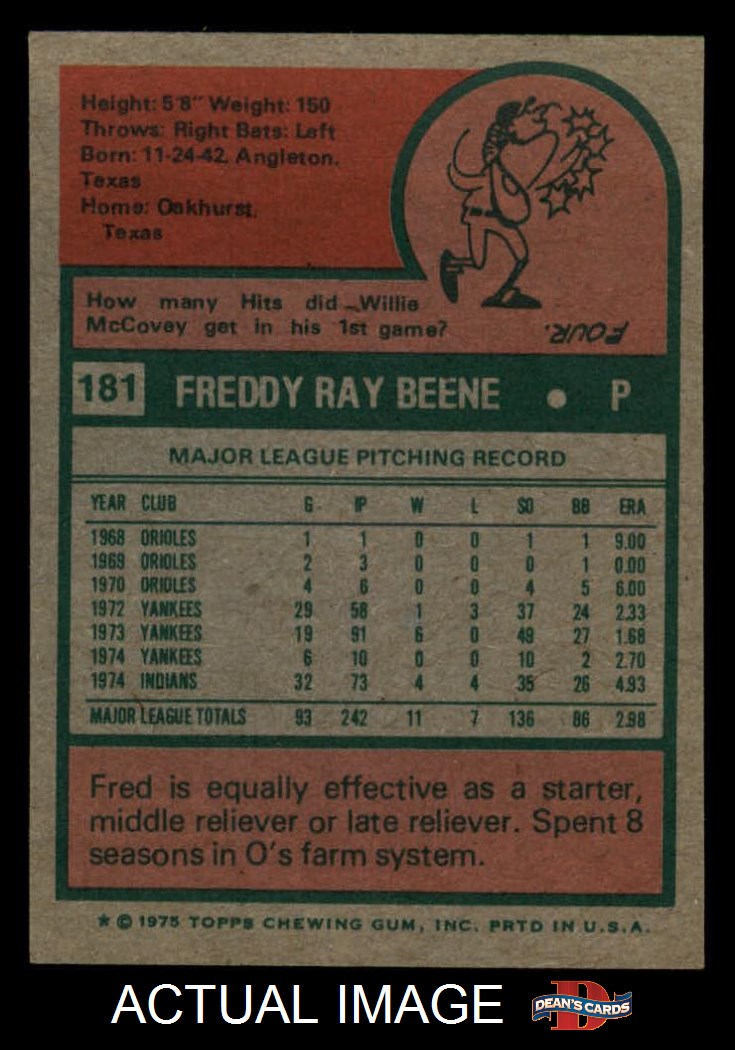 Height: 5'8" Weight: 150
Throws: Right Bats: Left
Born: 11-24-42, Angleton,
Texas
Home: Oakhurst,
Texas
How many Hits did Willie
McCovey get in his 1st game?
FOUR.
181 FREDDY RAY BEENE • P
MAJOR LEAGUE PITCHING RECORD
YEAR CLUB G IP W L SO BB ERA
1968 ORIOLES 1 1 0 0 1 1 9.00
1969 ORIOLES 2 3 0 0 0 1 0.00
1970 ORIOLES 4 6 0 0 4 5 6.00
1972 YANKEES 29 58 1 3 37 24 2.33
1973 YANKEES 19 91 6 0 49 27 1.68
1974 YANKEES 6 10 0 0 10 2 2.70
1974 INDIANS 32 73 4 4 35 26 4.93
MAJOR LEAGUE TOTALS 93 242 11 7 136 86 2.98
Fred is equally effective as a starter,
middle reliever or late reliever. Spent 8
seasons in O's farm system.
* © 1975 TOPPS CHEWING GUM, INC. PRTD IN U.S.A.
ACTUAL IMAGE
D
DEAN'S CARDS